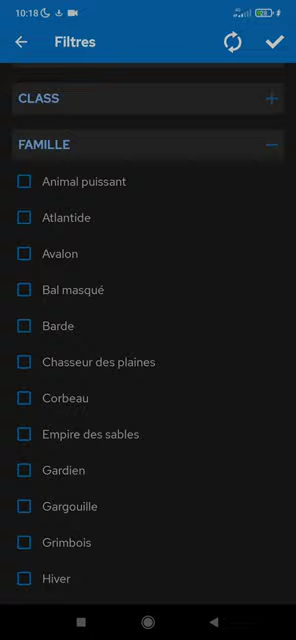 10:18
Filtres
CLASS
FAMILLE
Animal puissant
Atlantide
Avalon
Bal masqué
Barde
Chasseur des plaines
Corbeau
Empire des sables
Gardien
Gargouille
Grimbois
Hiver